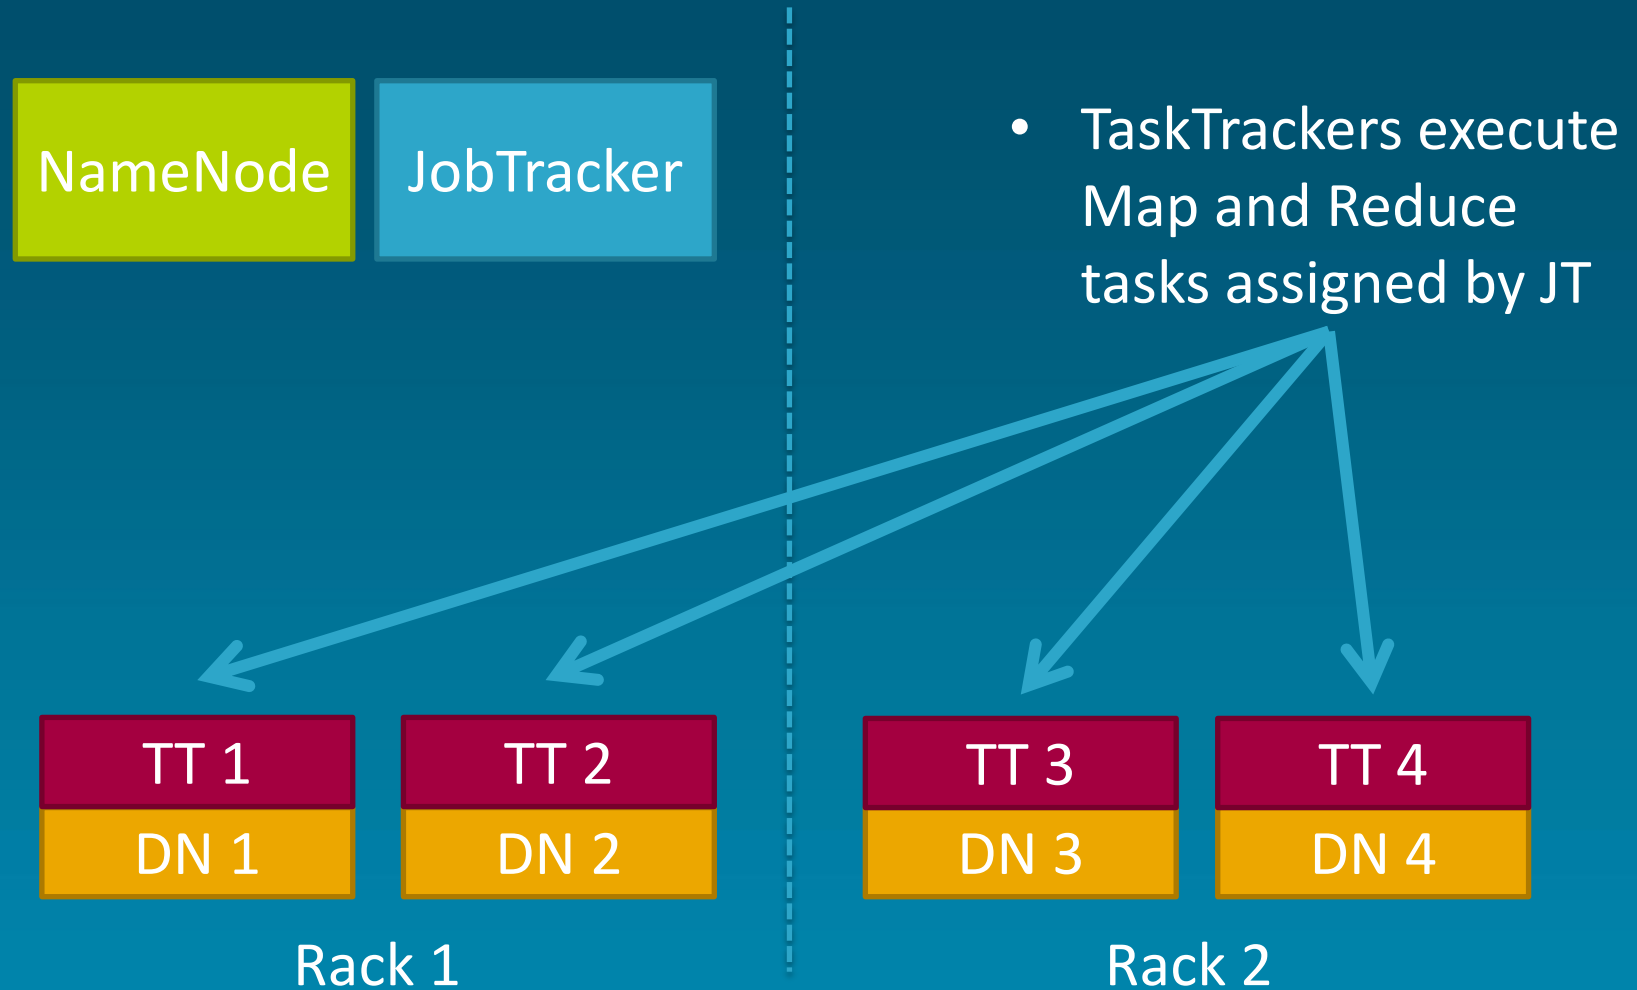 NameNode
JobTracker
• TaskTrackers execute
Map and Reduce
tasks assigned by JT
TT 1
TT 2
TT 3
TT 4
DN 1
DN 2
DN 3
DN 4
Rack 1
Rack 2